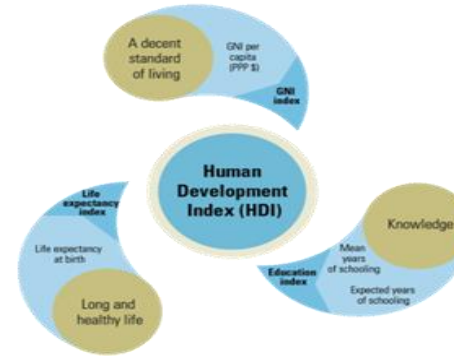 A decent
standard
of living
GNI per
capita
(PPP $)
GNI
index
Human
Development
Index (HDI)
Life
expectancy
index
Life expectancy
at birth
Long and
healthy life
Knowledge
Mean
years
of schooling
Expected years
of schooling
Education
index